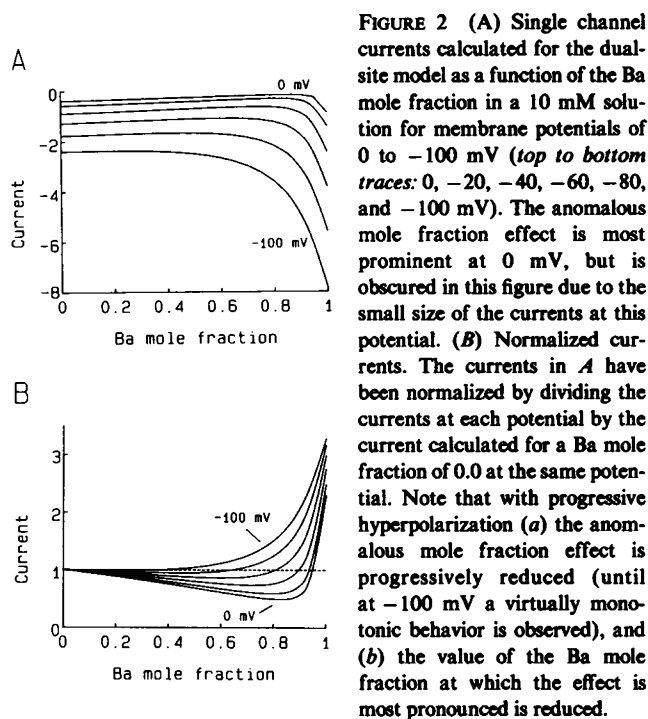 A
0 mV
0
-2
-4
-6
-8
Current
-100 mV
0
0.2
0.4
0.6
0.8
1
Ba mole fraction
B
3
2
1
0
Current
-100 mV
0 mV
0
0.2
0.4
0.6
0.8
1
Ba mole fraction
FIGURE 2 (A) Single channel
currents calculated for the dual-
site model as a function of the Ba
mole fraction in a 10 mM solu-
tion for membrane potentials of
0 to −100 mV (top to bottom
traces: 0, −20, −40, −60, −80,
and −100 mV). The anomalous
mole fraction effect is most
prominent at 0 mV, but is
obscured in this figure due to the
small size of the currents at this
potential. (B) Normalized cur-
rents. The currents in A have
been normalized by dividing the
currents at each potential by the
current calculated for a Ba mole
fraction of 0.0 at the same poten-
tial. Note that with progressive
hyperpolarization (a) the anom-
alous mole fraction effect is
progressively reduced (until
at −100 mV a virtually mono-
tonic behavior is observed), and
(b) the value of the Ba mole
fraction at which the effect is
most pronounced is reduced.